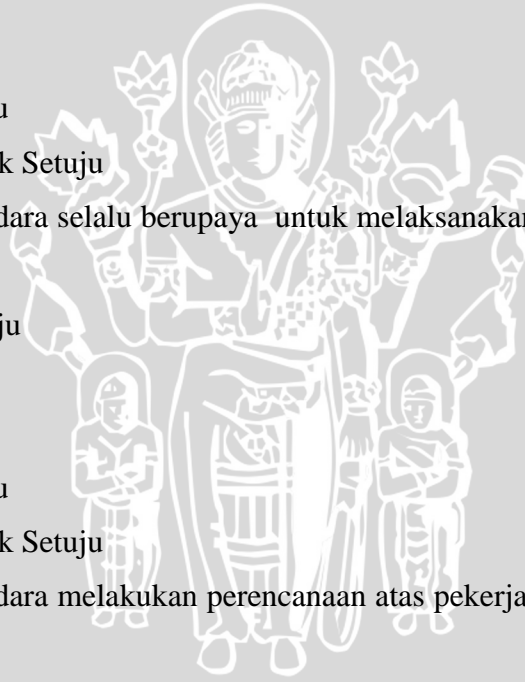 u
k Setuju
dara selalu berupaya untuk melaksanakan
ju
u
k Setuju
dara melakukan perencanaan atas pekerja